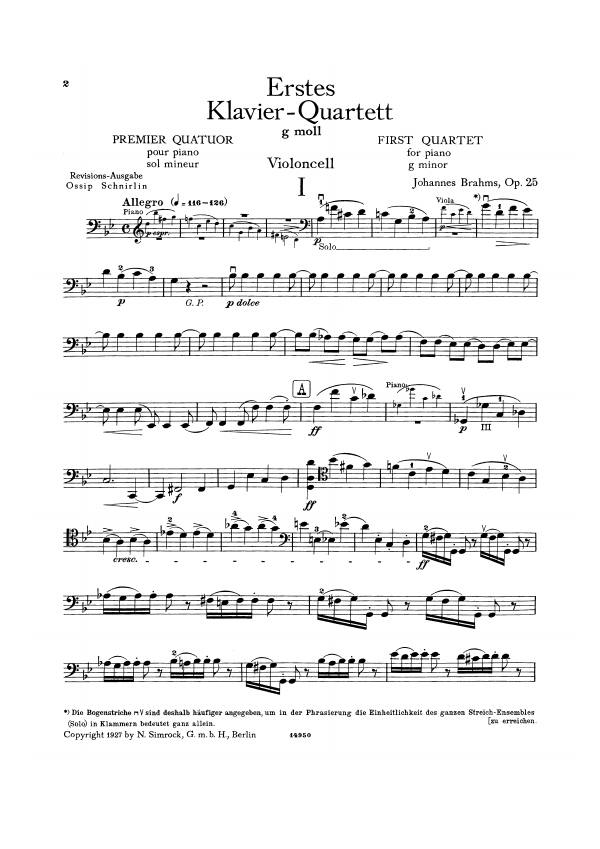 2
Erstes
Klavier-Quartett
g moll
PREMIER QUATUOR
pour piano
sol mineur
FIRST QUARTET
for piano
g minor
Violoncell
Revisions-Ausgabe
Ossip Schnirlin
I
Johannes Brahms, Op. 25
Allegro (♩=116-126)
Piano
p espr.
p
Solo
Viola
*)
p
G.P.
p dolce
A
ff
Piano
p
III
f
ff
cresc.
ff
*) Die Bogenstriche ⊓ V sind deshalb häufiger angegeben, um in der Phrasierung die Einheitlichkeit des ganzen Streich-Ensembles
(Solo) in Klammern bedeutet ganz allein.
[zu erreichen.
Copyright 1927 by N. Simrock, G. m. b. H., Berlin
14950